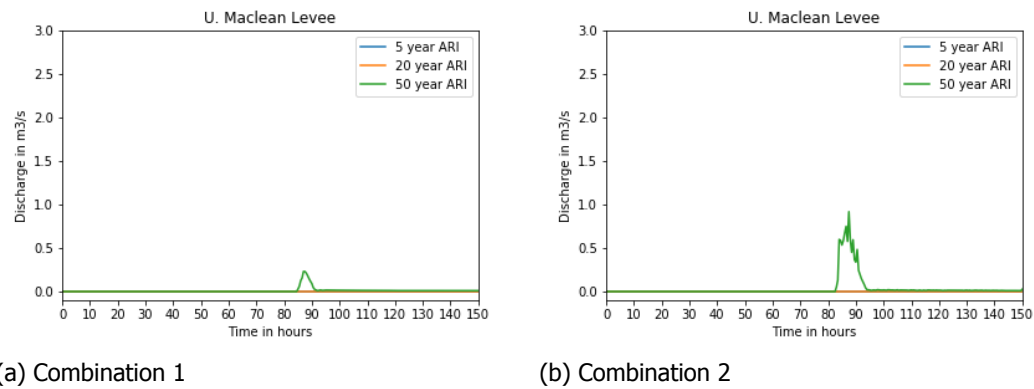 U. Maclean Levee
3.0
2.5
2.0
1.5
1.0
0.5
0.0
Discharge in m3/s
5 year ARI
20 year ARI
50 year ARI
0 10 20 30 40 50 60 70 80 90 100 110 120 130 140 150
Time in hours
(a) Combination 1
U. Maclean Levee
3.0
2.5
2.0
1.5
1.0
0.5
0.0
Discharge in m3/s
5 year ARI
20 year ARI
50 year ARI
0 10 20 30 40 50 60 70 80 90 100 110 120 130 140 150
Time in hours
(b) Combination 2